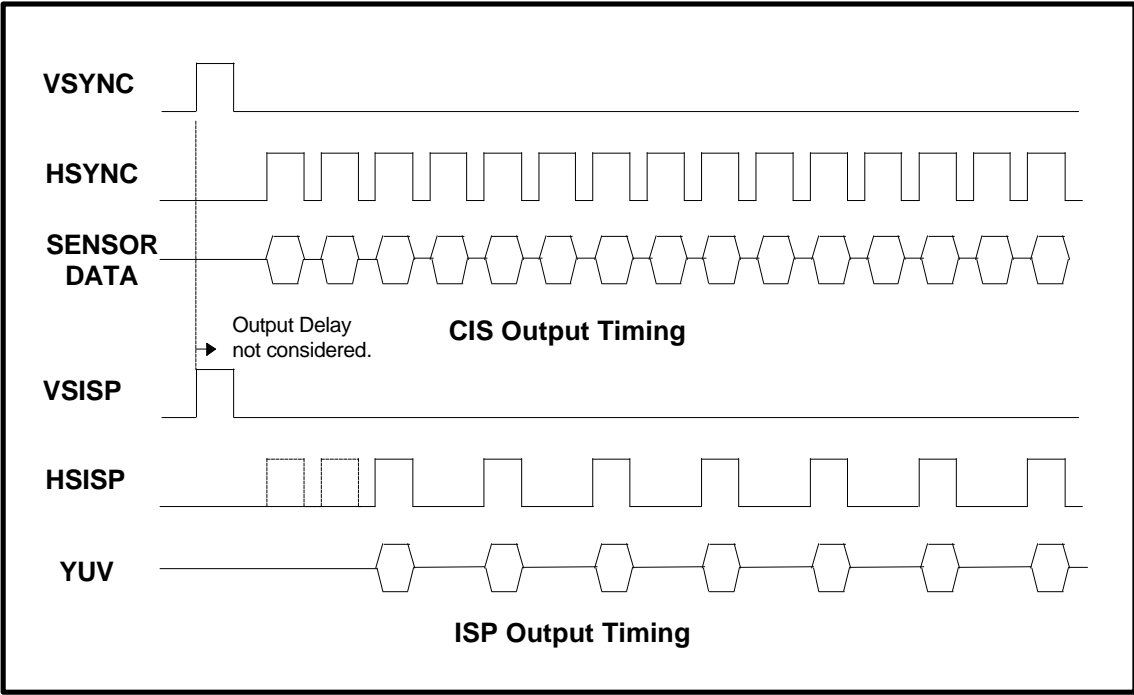 VSYNC
HSYNC
SENSOR
DATA
Output Delay
not considered.
CIS Output Timing
VSISP
HSISP
YUV
ISP Output Timing